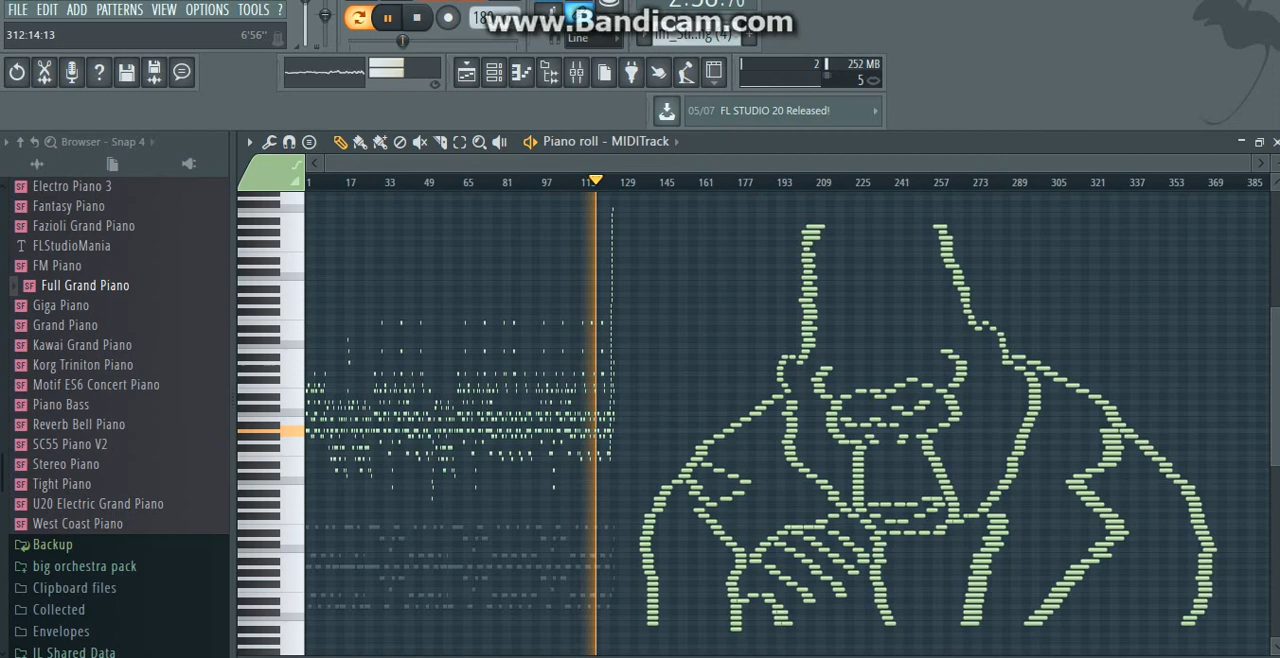 FILE EDIT ADD PATTERNS VIEW OPTIONS TOOLS ?
www.Bandicam.com
312:14:13 6'56"
Line
(4)
2 252 MB
5
05/07 FL STUDIO 20 Released!
Browser - Snap 4
Piano roll - MIDITrack
1 17 33 49 65 81 97 129 145 161 177 193 209 225 241 257 273 289 305 321 337 353 369 385
Electro Piano 3
Fantasy Piano
Fazioli Grand Piano
FLStudioMania
FM Piano
Full Grand Piano
Giga Piano
Grand Piano
Kawai Grand Piano
Korg Triniton Piano
Motif ES6 Concert Piano
Piano Bass
Reverb Bell Piano
SC55 Piano V2
Stereo Piano
Tight Piano
U20 Electric Grand Piano
West Coast Piano
Backup
big orchestra pack
Clipboard files
Collected
Envelopes
IL Shared Data